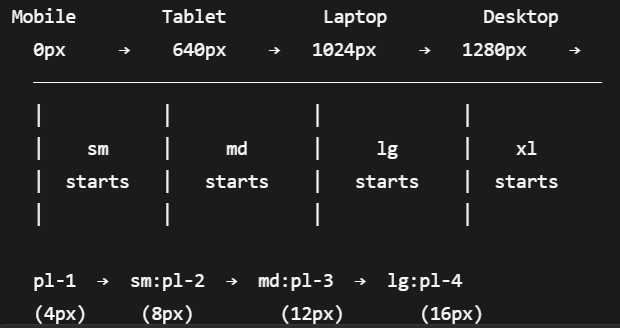 Mobile Tablet Laptop Desktop
0px → 640px → 1024px → 1280px →
| | | |
| sm | md | lg | xl
| starts | starts | starts | starts
| | | |
pl-1 → sm:pl-2 → md:pl-3 → lg:pl-4
(4px) (8px) (12px) (16px)